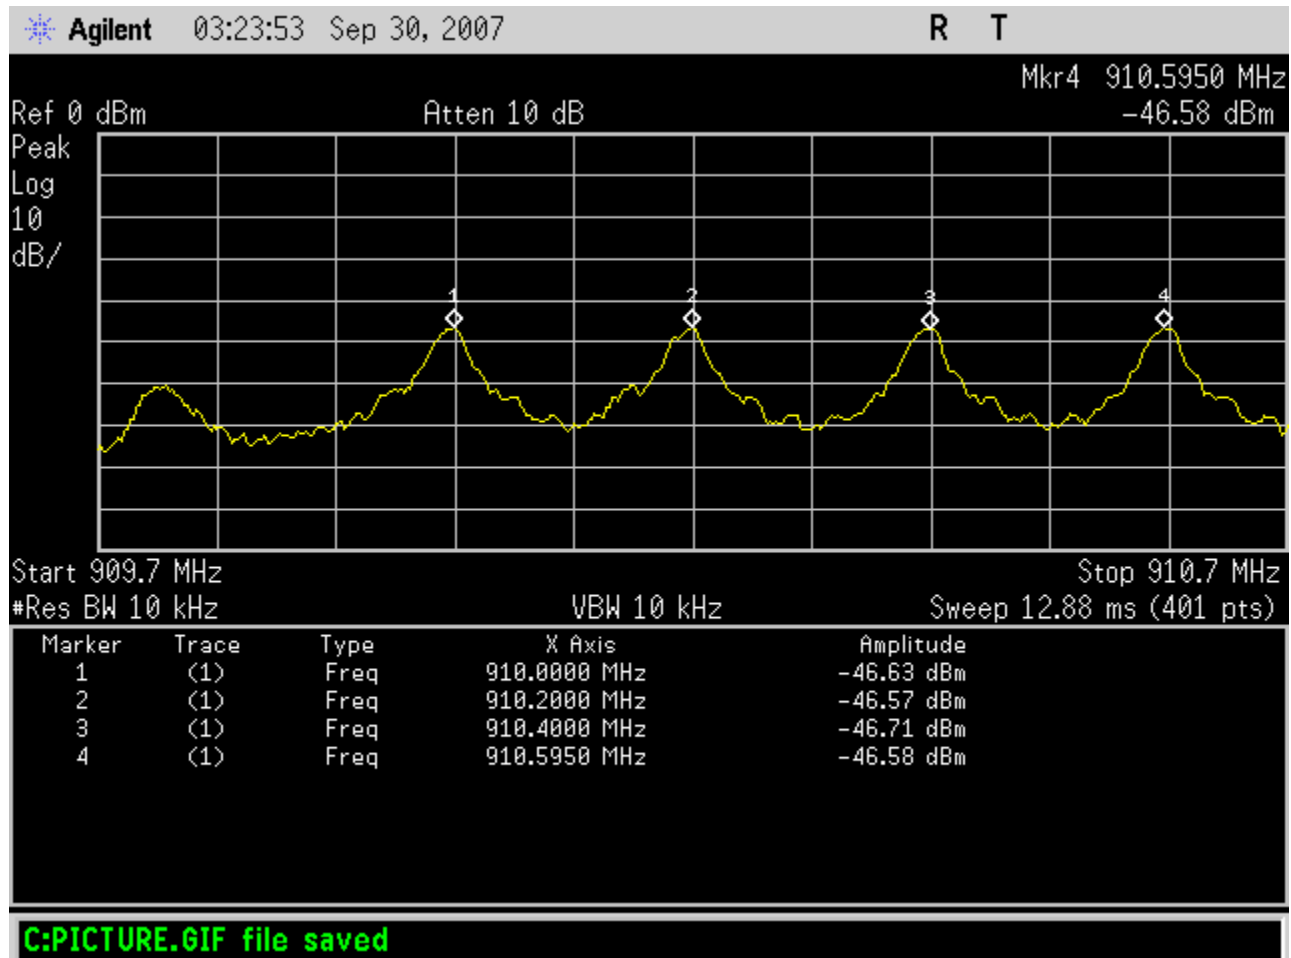 Agilent 03:23:53 Sep 30, 2007 R T
Mkr4 910.5950 MHz
Ref 0 dBm Atten 10 dB -46.58 dBm
Peak
Log
10
dB/
1 2 3 4
Start 909.7 MHz Stop 910.7 MHz
#Res BW 10 kHz VBW 10 kHz Sweep 12.88 ms (401 pts)
Marker Trace Type X Axis Amplitude
1 (1) Freq 910.0000 MHz -46.63 dBm
2 (1) Freq 910.2000 MHz -46.57 dBm
3 (1) Freq 910.4000 MHz -46.71 dBm
4 (1) Freq 910.5950 MHz -46.58 dBm
C:PICTURE.GIF file saved